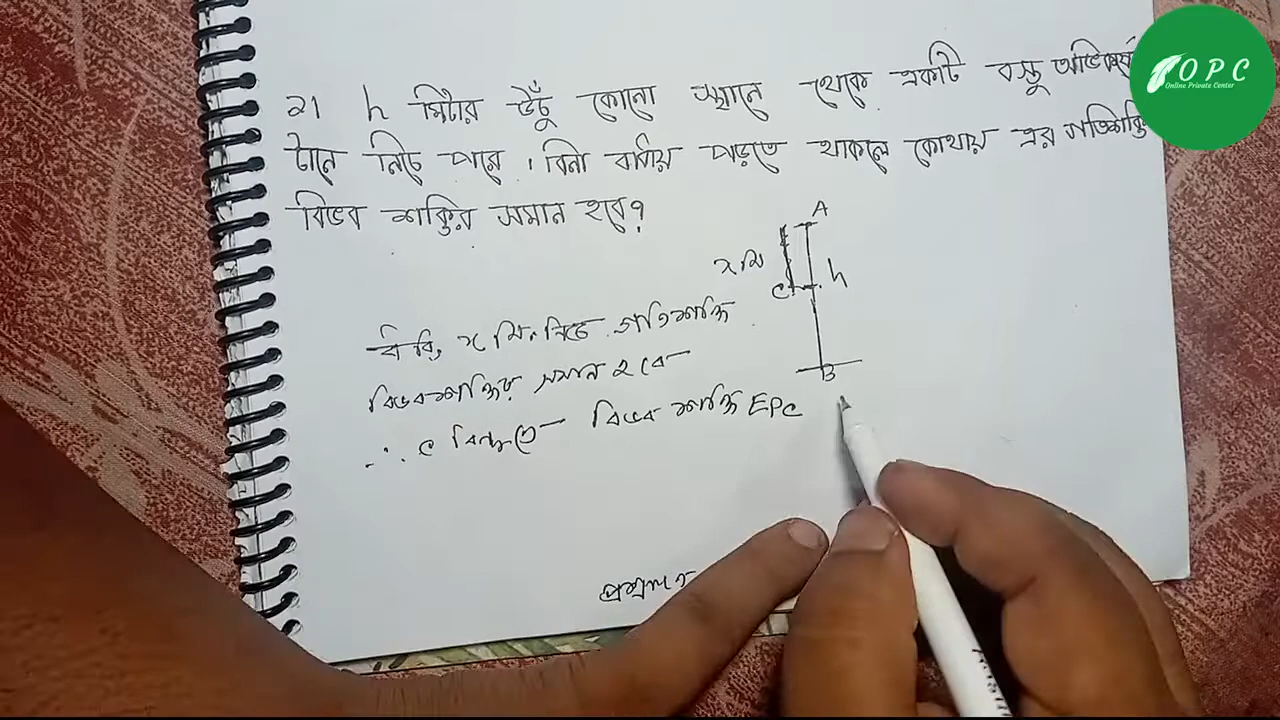 ২। h মিটার উঁচু কোনো স্থানে থেকে একটি বস্তু অভিকর্ষ
টানে নিচে পরে। বিনা বাধায় পড়তে থাকলে কোথায় এর গতিশক্তি
বিভব শক্তির সমান হবে?
A
x মি
C
h
B
ধরি, x মি. নিচে গতিশক্তি
বিভবশক্তির সমান হবে
∴ C বিন্দুতে বিভব শক্তি EPC
OPC
Online Private Center